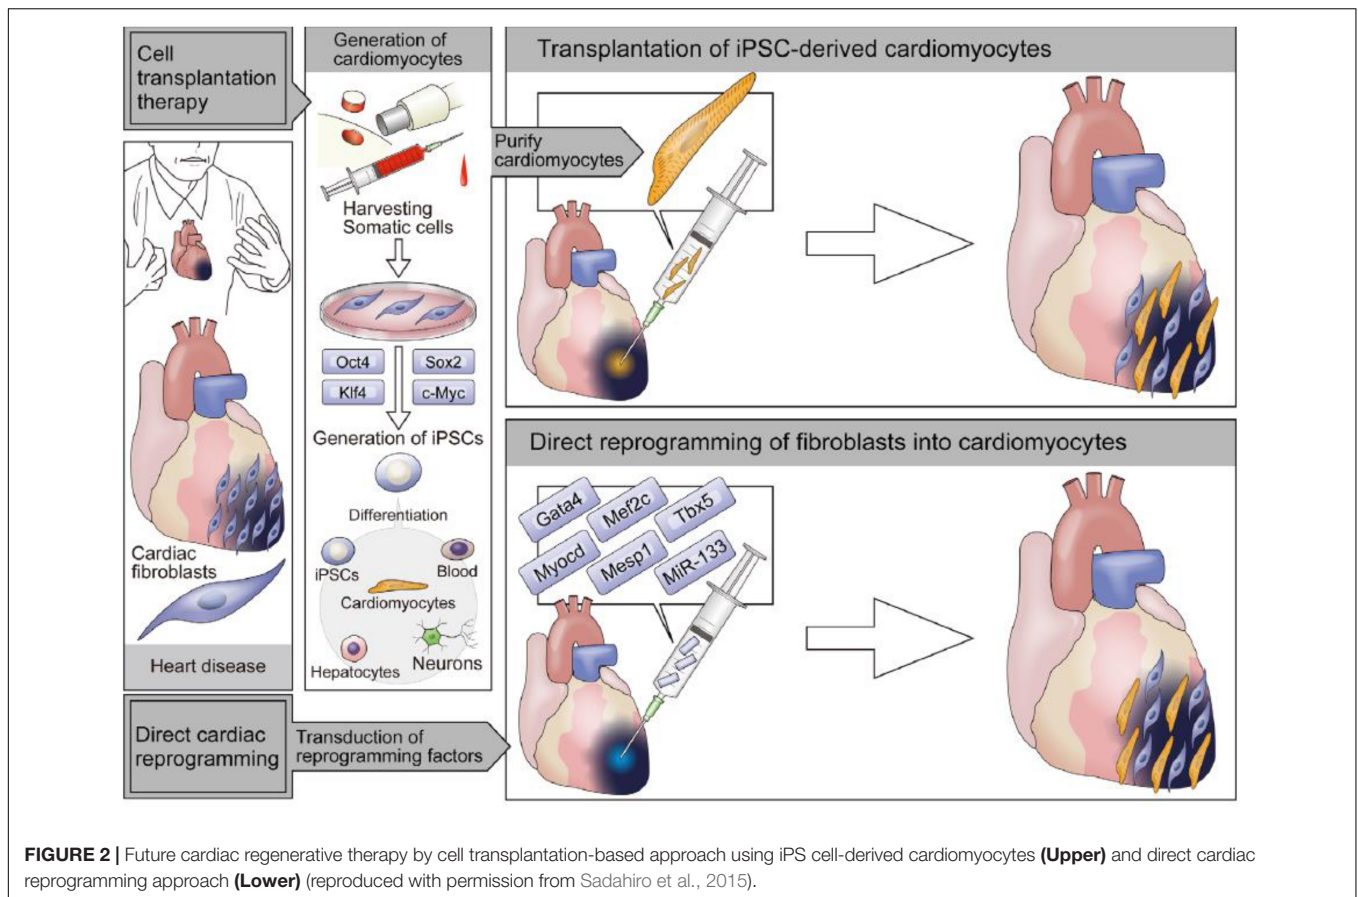 Cell
transplantation
therapy
Generation of
cardiomyocytes
Transplantation of iPSC-derived cardiomyocytes
Purify
cardiomyocytes
Harvesting
Somatic cells
Oct4
Sox2
Klf4
c-Myc
Generation of iPSCs
Differentiation
iPSCs
Blood
Cardiomyocytes
Hepatocytes
Neurons
Cardiac
fibroblasts
Heart disease
Direct reprogramming of fibroblasts into cardiomyocytes
Gata4
Mef2c
Tbx5
Myocd
Mesp1
MiR-133
Direct cardiac
reprogramming
Transduction of
reprogramming factors
FIGURE 2 | Future cardiac regenerative therapy by cell transplantation-based approach using iPS cell-derived cardiomyocytes (Upper) and direct cardiac
reprogramming approach (Lower) (reproduced with permission from Sadahiro et al., 2015).